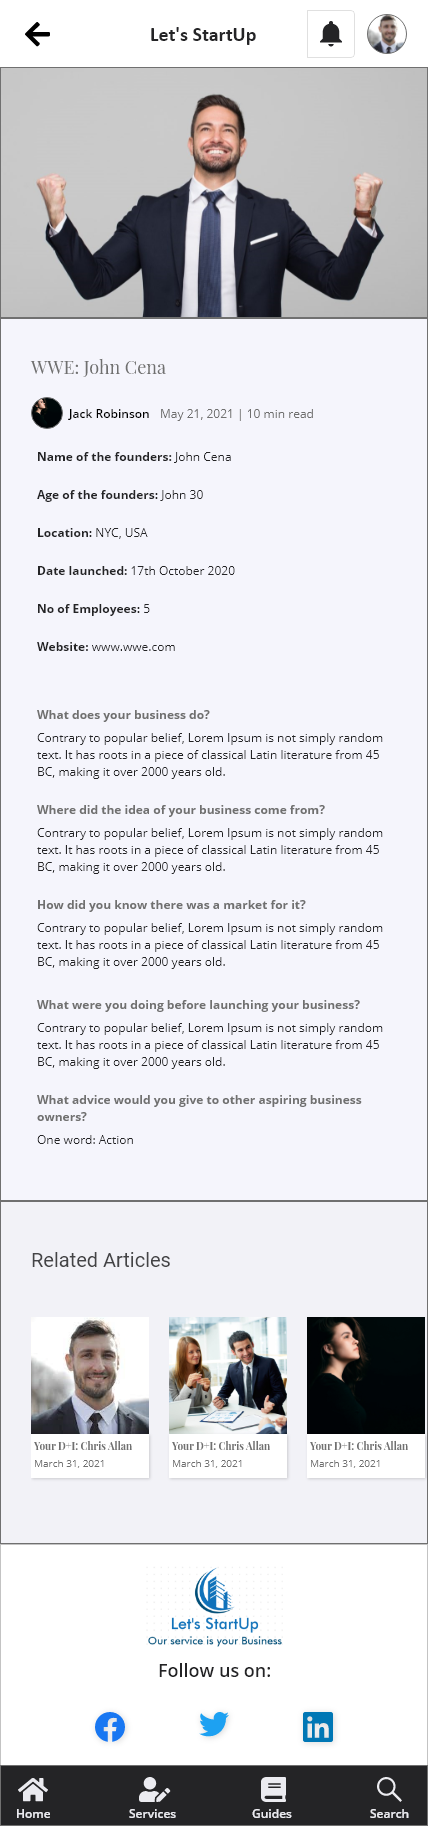 Let's StartUp
WWE: John Cena
Jack Robinson May 21, 2021 | 10 min read
Name of the founders: John Cena
Age of the founders: John 30
Location: NYC, USA
Date launched: 17th October 2020
No of Employees: 5
Website: www.wwe.com
What does your business do?
Contrary to popular belief, Lorem Ipsum is not simply random
text. It has roots in a piece of classical Latin literature from 45
BC, making it over 2000 years old.
Where did the idea of your business come from?
Contrary to popular belief, Lorem Ipsum is not simply random
text. It has roots in a piece of classical Latin literature from 45
BC, making it over 2000 years old.
How did you know there was a market for it?
Contrary to popular belief, Lorem Ipsum is not simply random
text. It has roots in a piece of classical Latin literature from 45
BC, making it over 2000 years old.
What were you doing before launching your business?
Contrary to popular belief, Lorem Ipsum is not simply random
text. It has roots in a piece of classical Latin literature from 45
BC, making it over 2000 years old.
What advice would you give to other aspiring business
owners?
One word: Action
Related Articles
Your D+I: Chris Allan
March 31, 2021
Your D+I: Chris Allan
March 31, 2021
Your D+I: Chris Allan
March 31, 2021
Let's StartUp
Our service is your Business
Follow us on:
Home Services Guides Search